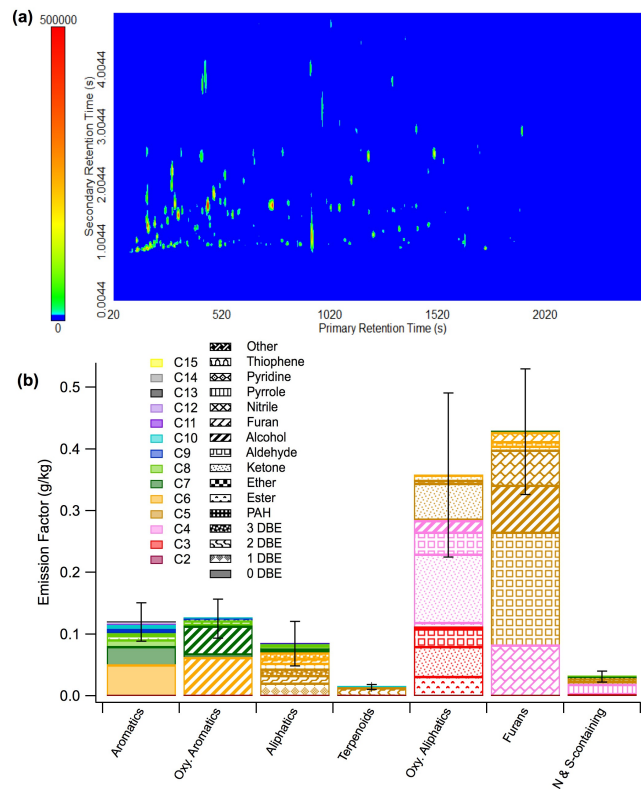 (a)
500000
0
Secondary Retention Time (s)
4.0044
3.0044
2.0044
1.0044
0.0044
20
520
1020
1520
2020
Primary Retention Time (s)
(b)
Emission Factor (g/kg)
0.5
0.4
0.3
0.2
0.1
0.0
C15
C14
C13
C12
C11
C10
C9
C8
C7
C6
C5
C4
C3
C2
Other
Thiophene
Pyridine
Pyrrole
Nitrile
Furan
Alcohol
Aldehyde
Ketone
Ether
Ester
PAH
3 DBE
2 DBE
1 DBE
0 DBE
Aromatics
Oxy. Aromatics
Aliphatics
Terpenoids
Oxy. Aliphatics
Furans
N & S-containing